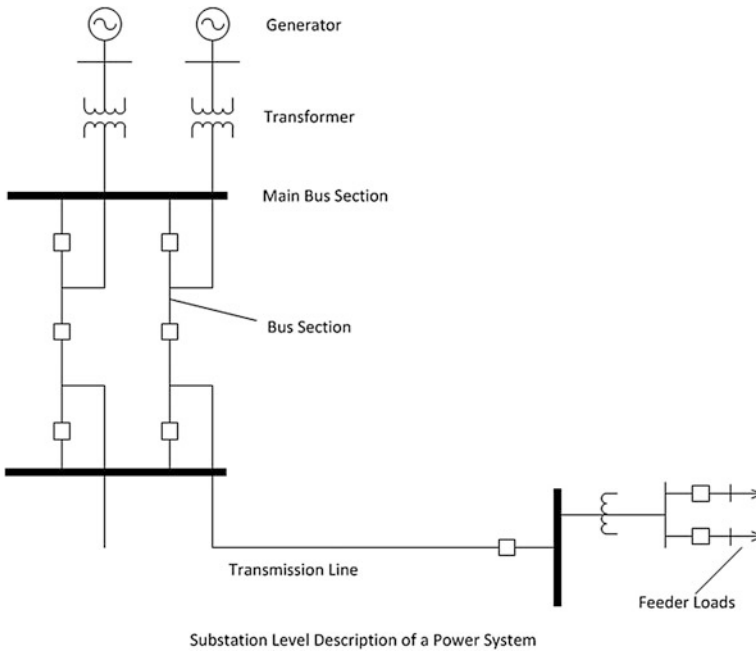 Generator
Transformer
Main Bus Section
Bus Section
Transmission Line
Feeder Loads
Substation Level Description of a Power System